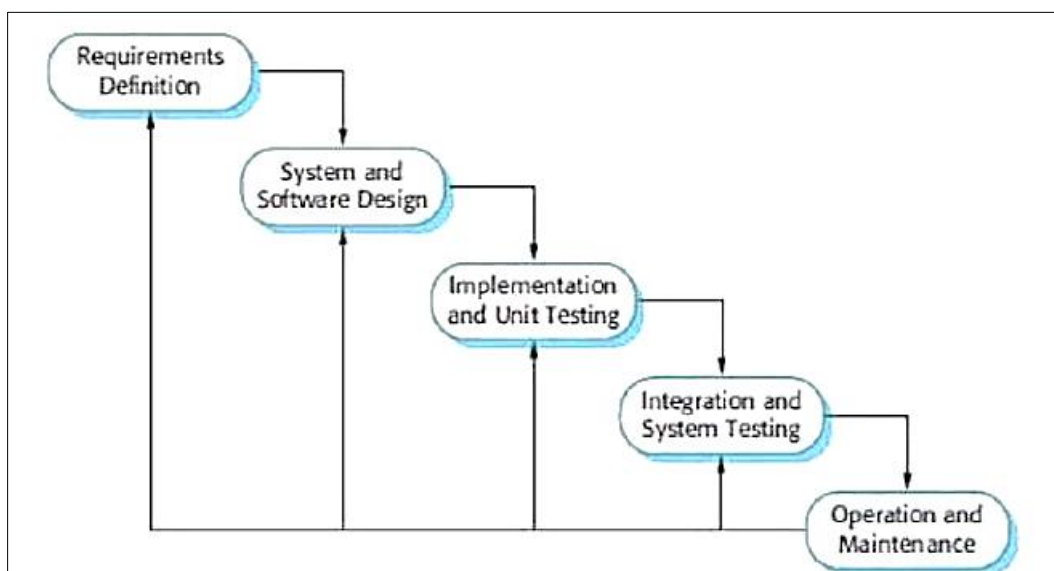 Requirements
Definition
System and
Software Design
Implementation
and Unit Testing
Integration and
System Testing
Operation and
Maintenance